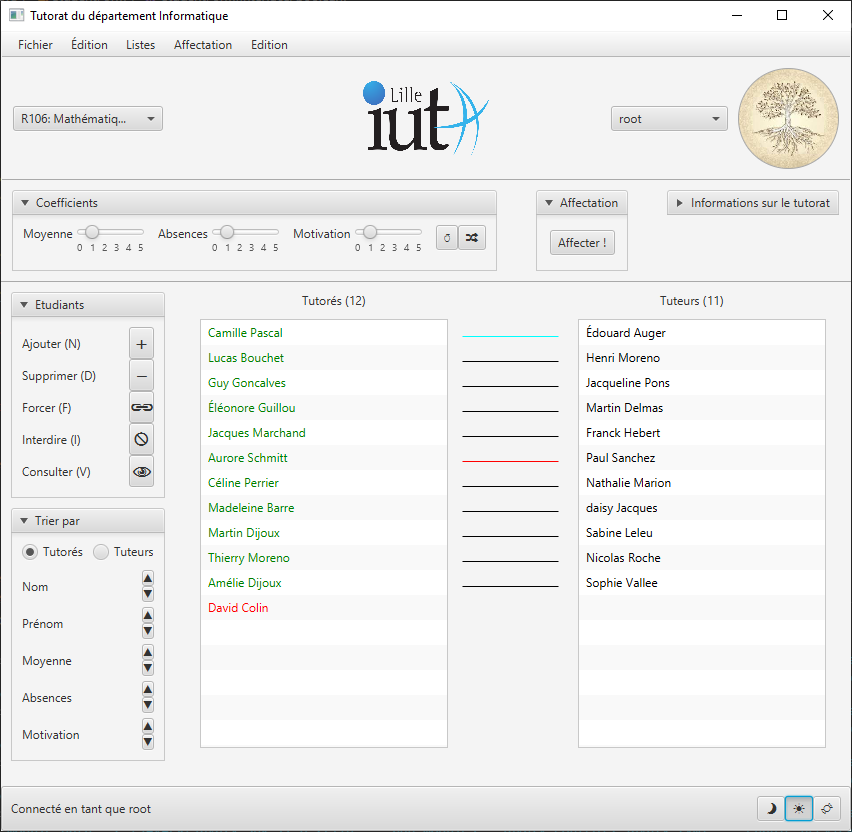 Tutorat du département Informatique
Fichier Édition Listes Affectation Edition
R106: Mathématiq...
Lille
iut
root
Coefficients
Moyenne 0 1 2 3 4 5
Absences 0 1 2 3 4 5
Motivation 0 1 2 3 4 5
Affectation
Affecter !
Informations sur le tutorat
Etudiants
Ajouter (N)
Supprimer (D)
Forcer (F)
Interdire (I)
Consulter (V)
Trier par
Tutorés Tuteurs
Nom
Prénom
Moyenne
Absences
Motivation
Tutorés (12)
Camille Pascal
Lucas Bouchet
Guy Goncalves
Éléonore Guillou
Jacques Marchand
Aurore Schmitt
Céline Perrier
Madeleine Barre
Martin Dijoux
Thierry Moreno
Amélie Dijoux
David Colin
Tuteurs (11)
Édouard Auger
Henri Moreno
Jacqueline Pons
Martin Delmas
Franck Hebert
Paul Sanchez
Nathalie Marion
daisy Jacques
Sabine Leleu
Nicolas Roche
Sophie Vallee
Connecté en tant que root